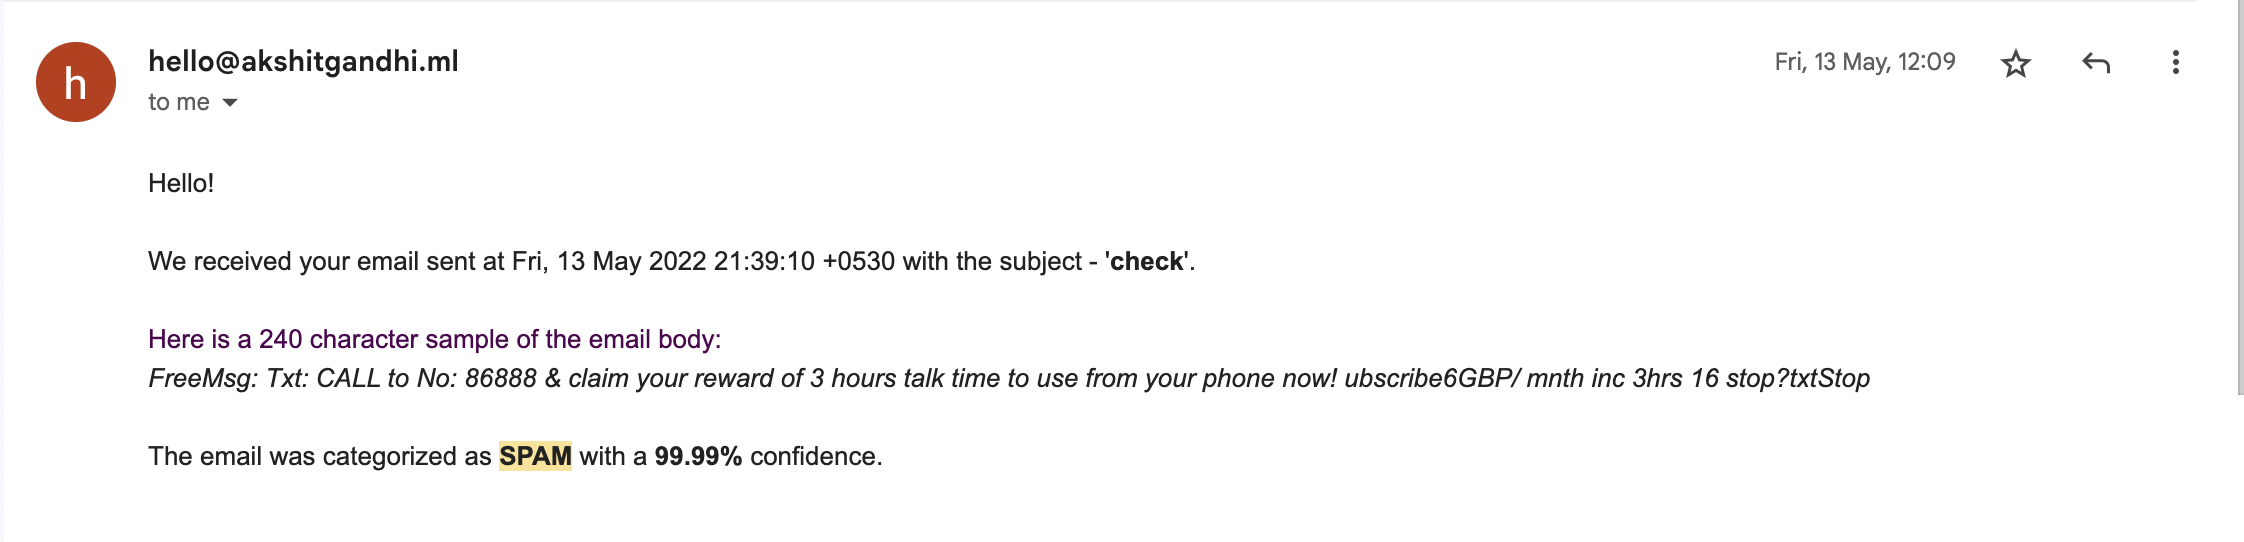 h
hello@akshitgandhi.ml
Fri, 13 May, 12:09
to me
Hello!
We received your email sent at Fri, 13 May 2022 21:39:10 +0530 with the subject - 'check'.
Here is a 240 character sample of the email body:
FreeMsg: Txt: CALL to No: 86888 & claim your reward of 3 hours talk time to use from your phone now! ubscribe6GBP/ mnth inc 3hrs 16 stop?txtStop
The email was categorized as SPAM with a 99.99% confidence.